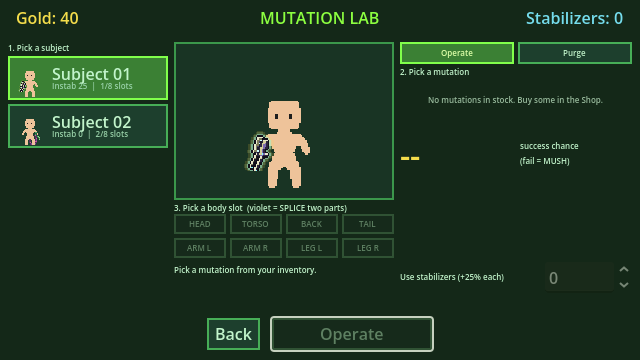 Gold: 40
MUTATION LAB
Stabilizers: 0
1. Pick a subject
Subject 01
Instab 25 | 1/8 slots
Subject 02
Instab 0 | 2/8 slots
Operate
Purge
2. Pick a mutation
No mutations in stock. Buy some in the Shop.
--
success chance
(fail = MUSH)
3. Pick a body slot (violet = SPLICE two parts)
HEAD
TORSO
BACK
TAIL
ARM L
ARM R
LEG L
LEG R
Pick a mutation from your inventory.
Use stabilizers (+25% each)
0
Back
Operate